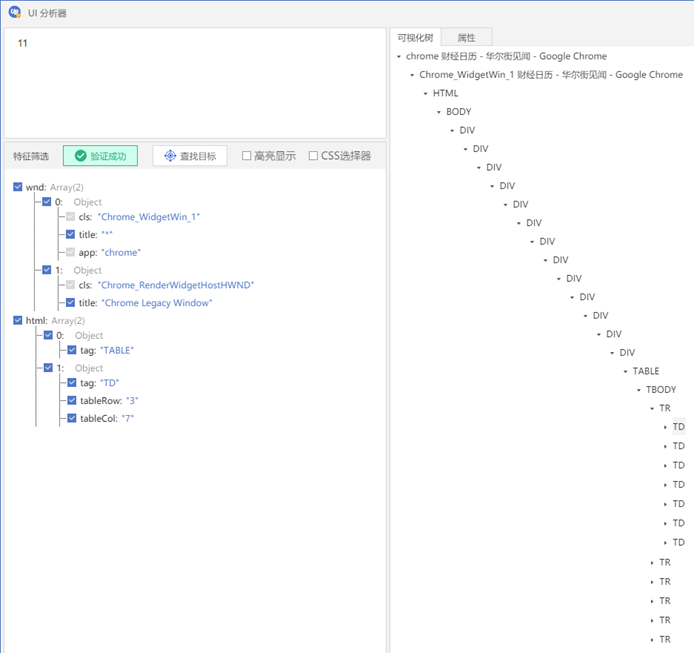 UI 分析器
11
特征筛选 验证成功 查找目标 高亮显示 CSS选择器
wnd: Array(2)
0: Object
cls: "Chrome_WidgetWin_1"
title: "*"
app: "chrome"
1: Object
cls: "Chrome_RenderWidgetHostHWND"
title: "Chrome Legacy Window"
html: Array(2)
0: Object
tag: "TABLE"
1: Object
tag: "TD"
tableRow: "3"
tableCol: "7"
可视化树 属性
chrome 财经日历 - 华尔街见闻 - Google Chrome
Chrome_WidgetWin_1 财经日历 - 华尔街见闻 - Google Chrome
HTML
BODY
DIV
DIV
DIV
DIV
DIV
DIV
DIV
DIV
DIV
DIV
DIV
DIV
DIV
TABLE
TBODY
TR
TD
TD
TD
TD
TD
TD
TD
TR
TR
TR
TR
TR